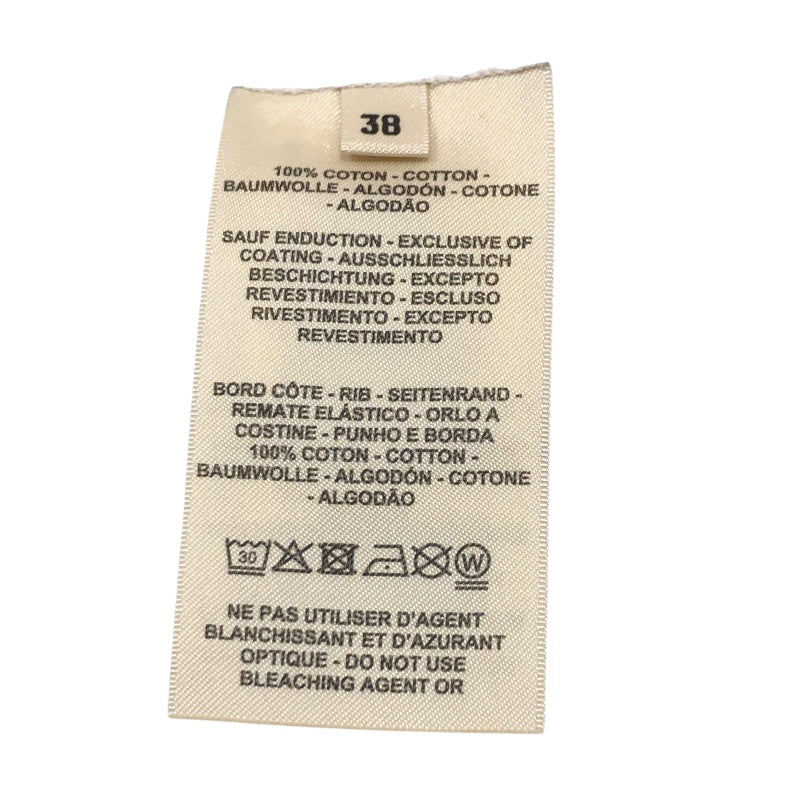 38
100% COTON - COTTON -
BAUMWOLLE - ALGODÓN - COTONE
- ALGODÃO
SAUF ENDUCTION - EXCLUSIVE OF
COATING - AUSSCHLIESSLICH
BESCHICHTUNG - EXCEPTO
REVESTIMIENTO - ESCLUSO
RIVESTIMENTO - EXCEPTO
REVESTIMENTO
BORD CÔTE - RIB - SEITENRAND -
REMATE ELÁSTICO - ORLO A
COSTINE - PUNHO E BORDA
100% COTON - COTTON -
BAUMWOLLE - ALGODÓN - COTONE
- ALGODÃO
30 W
NE PAS UTILISER D'AGENT
BLANCHISSANT ET D'AZURANT
OPTIQUE - DO NOT USE
BLEACHING AGENT OR